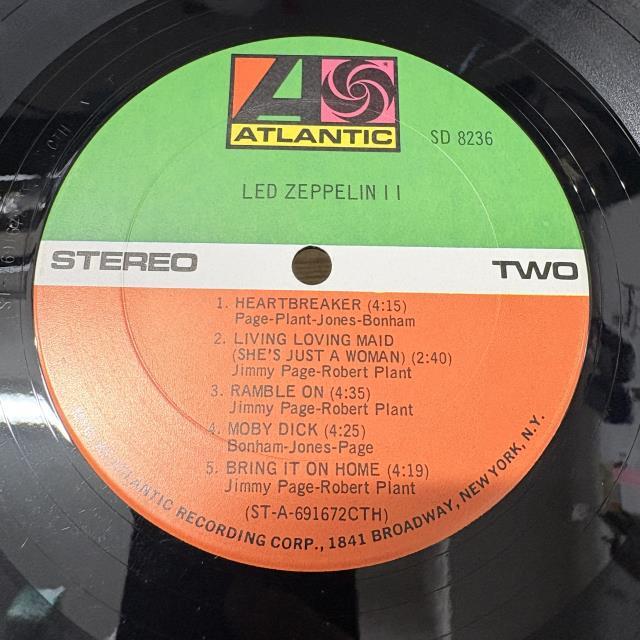 ATLANTIC
SD 8236
LED ZEPPELIN II
STEREO
TWO
1. HEARTBREAKER (4:15)
Page-Plant-Jones-Bonham
2. LIVING LOVING MAID
(SHE'S JUST A WOMAN) (2:40)
Jimmy Page-Robert Plant
3. RAMBLE ON (4:35)
Jimmy Page-Robert Plant
4. MOBY DICK (4:25)
Bonham-Jones-Page
5. BRING IT ON HOME (4:19)
Jimmy Page-Robert Plant
(ST-A-691672CTH)
ATLANTIC RECORDING CORP., 1841 BROADWAY, NEW YORK, N.Y.